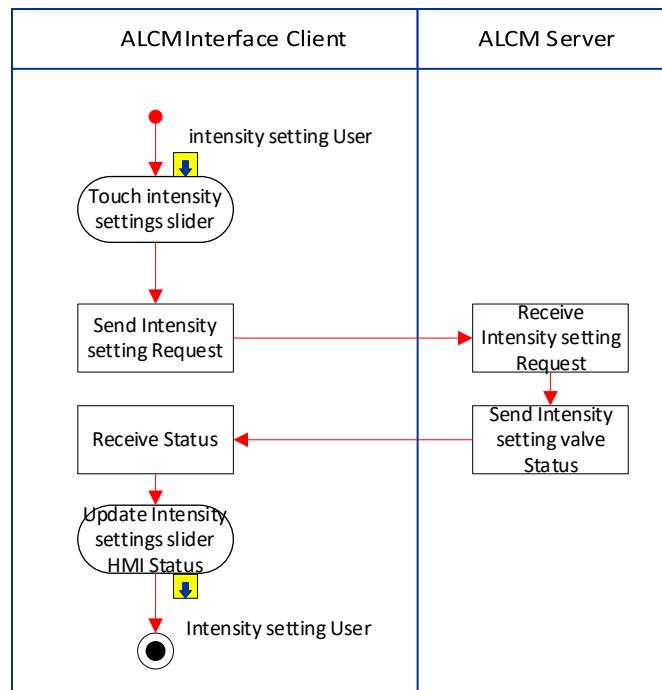 ALCMInterface Client
ALCM Server
intensity setting User
Touch intensity
settings slider
Send Intensity
setting Request
Receive
Intensity setting
Request
Receive Status
Send Intensity
setting valve
Status
Update Intensity
settings slider
HMI Status
Intensity setting User